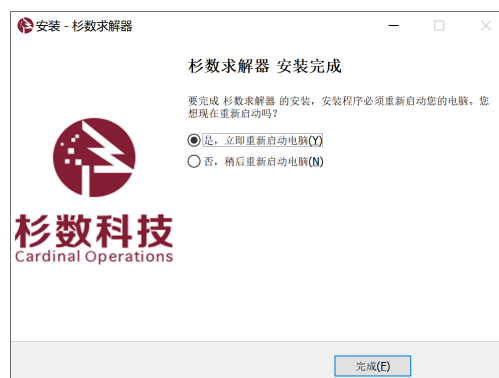 安装 - 杉数求解器
杉数求解器 安装完成
要完成 杉数求解器 的安装，安装程序必须重新启动您的电脑。您
想现在重新启动吗？
是，立即重新启动电脑(Y)
否，稍后重新启动电脑(N)
杉数科技
Cardinal Operations
完成(F)